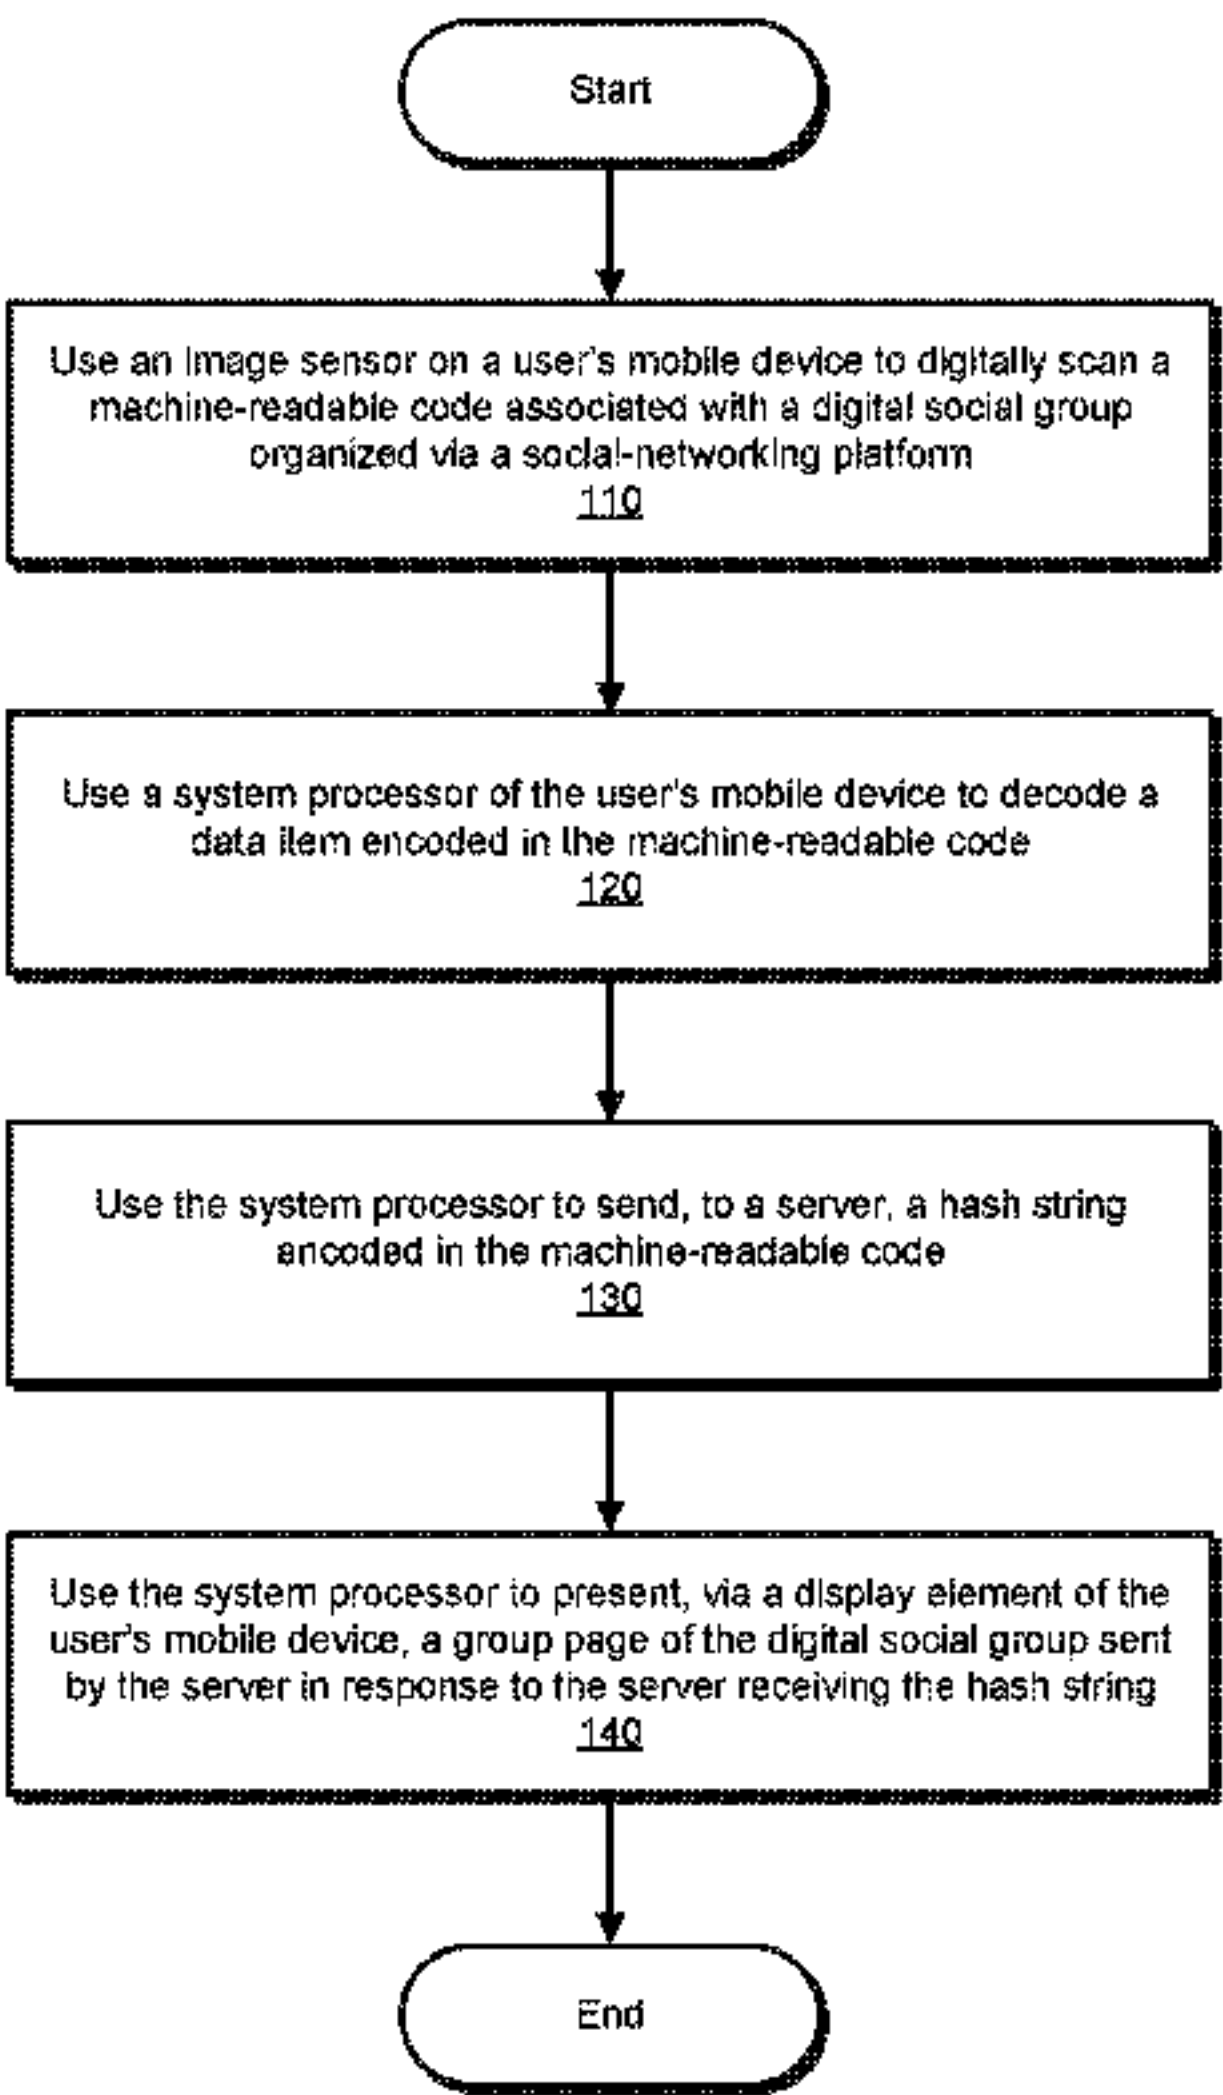 Start
Use an image sensor on a user's mobile device to digitally scan a
machine-readable code associated with a digital social group
organized via a social-networking platform
110
Use a system processor of the user's mobile device to decode a
data item encoded in the machine-readable code
120
Use the system processor to send, to a server, a hash string
encoded in the machine-readable code
130
Use the system processor to present, via a display element of the
user's mobile device, a group page of the digital social group sent
by the server in response to the server receiving the hash string
140
End